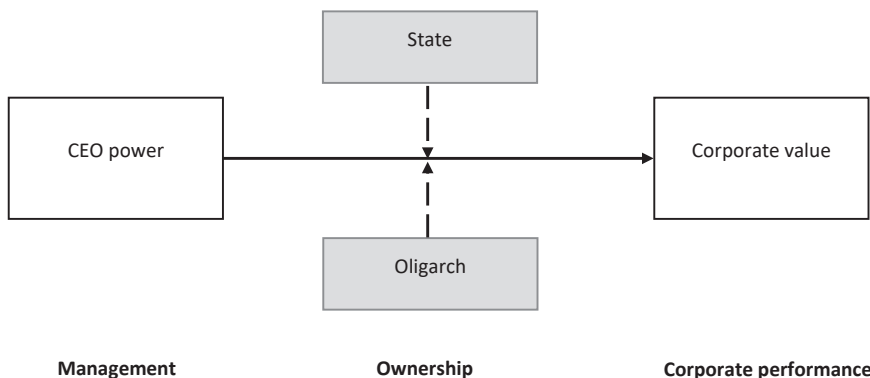 State
CEO power
Corporate value
Oligarch
Management
Ownership
Corporate performance